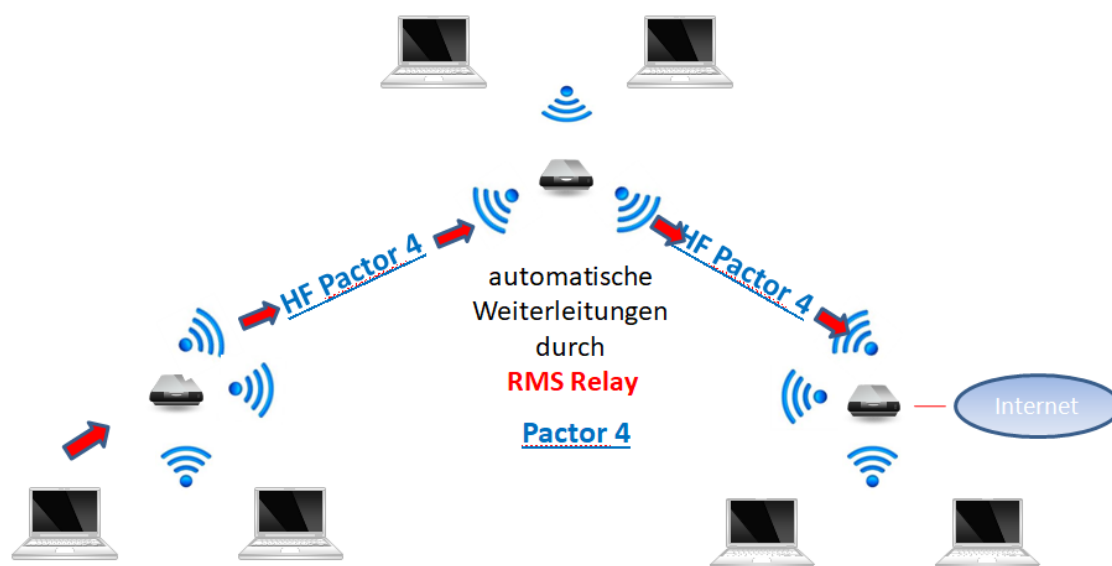 HF Pactor 4
HF Pactor 4
automatische
Weiterleitungen
durch
RMS Relay
Pactor 4
Internet